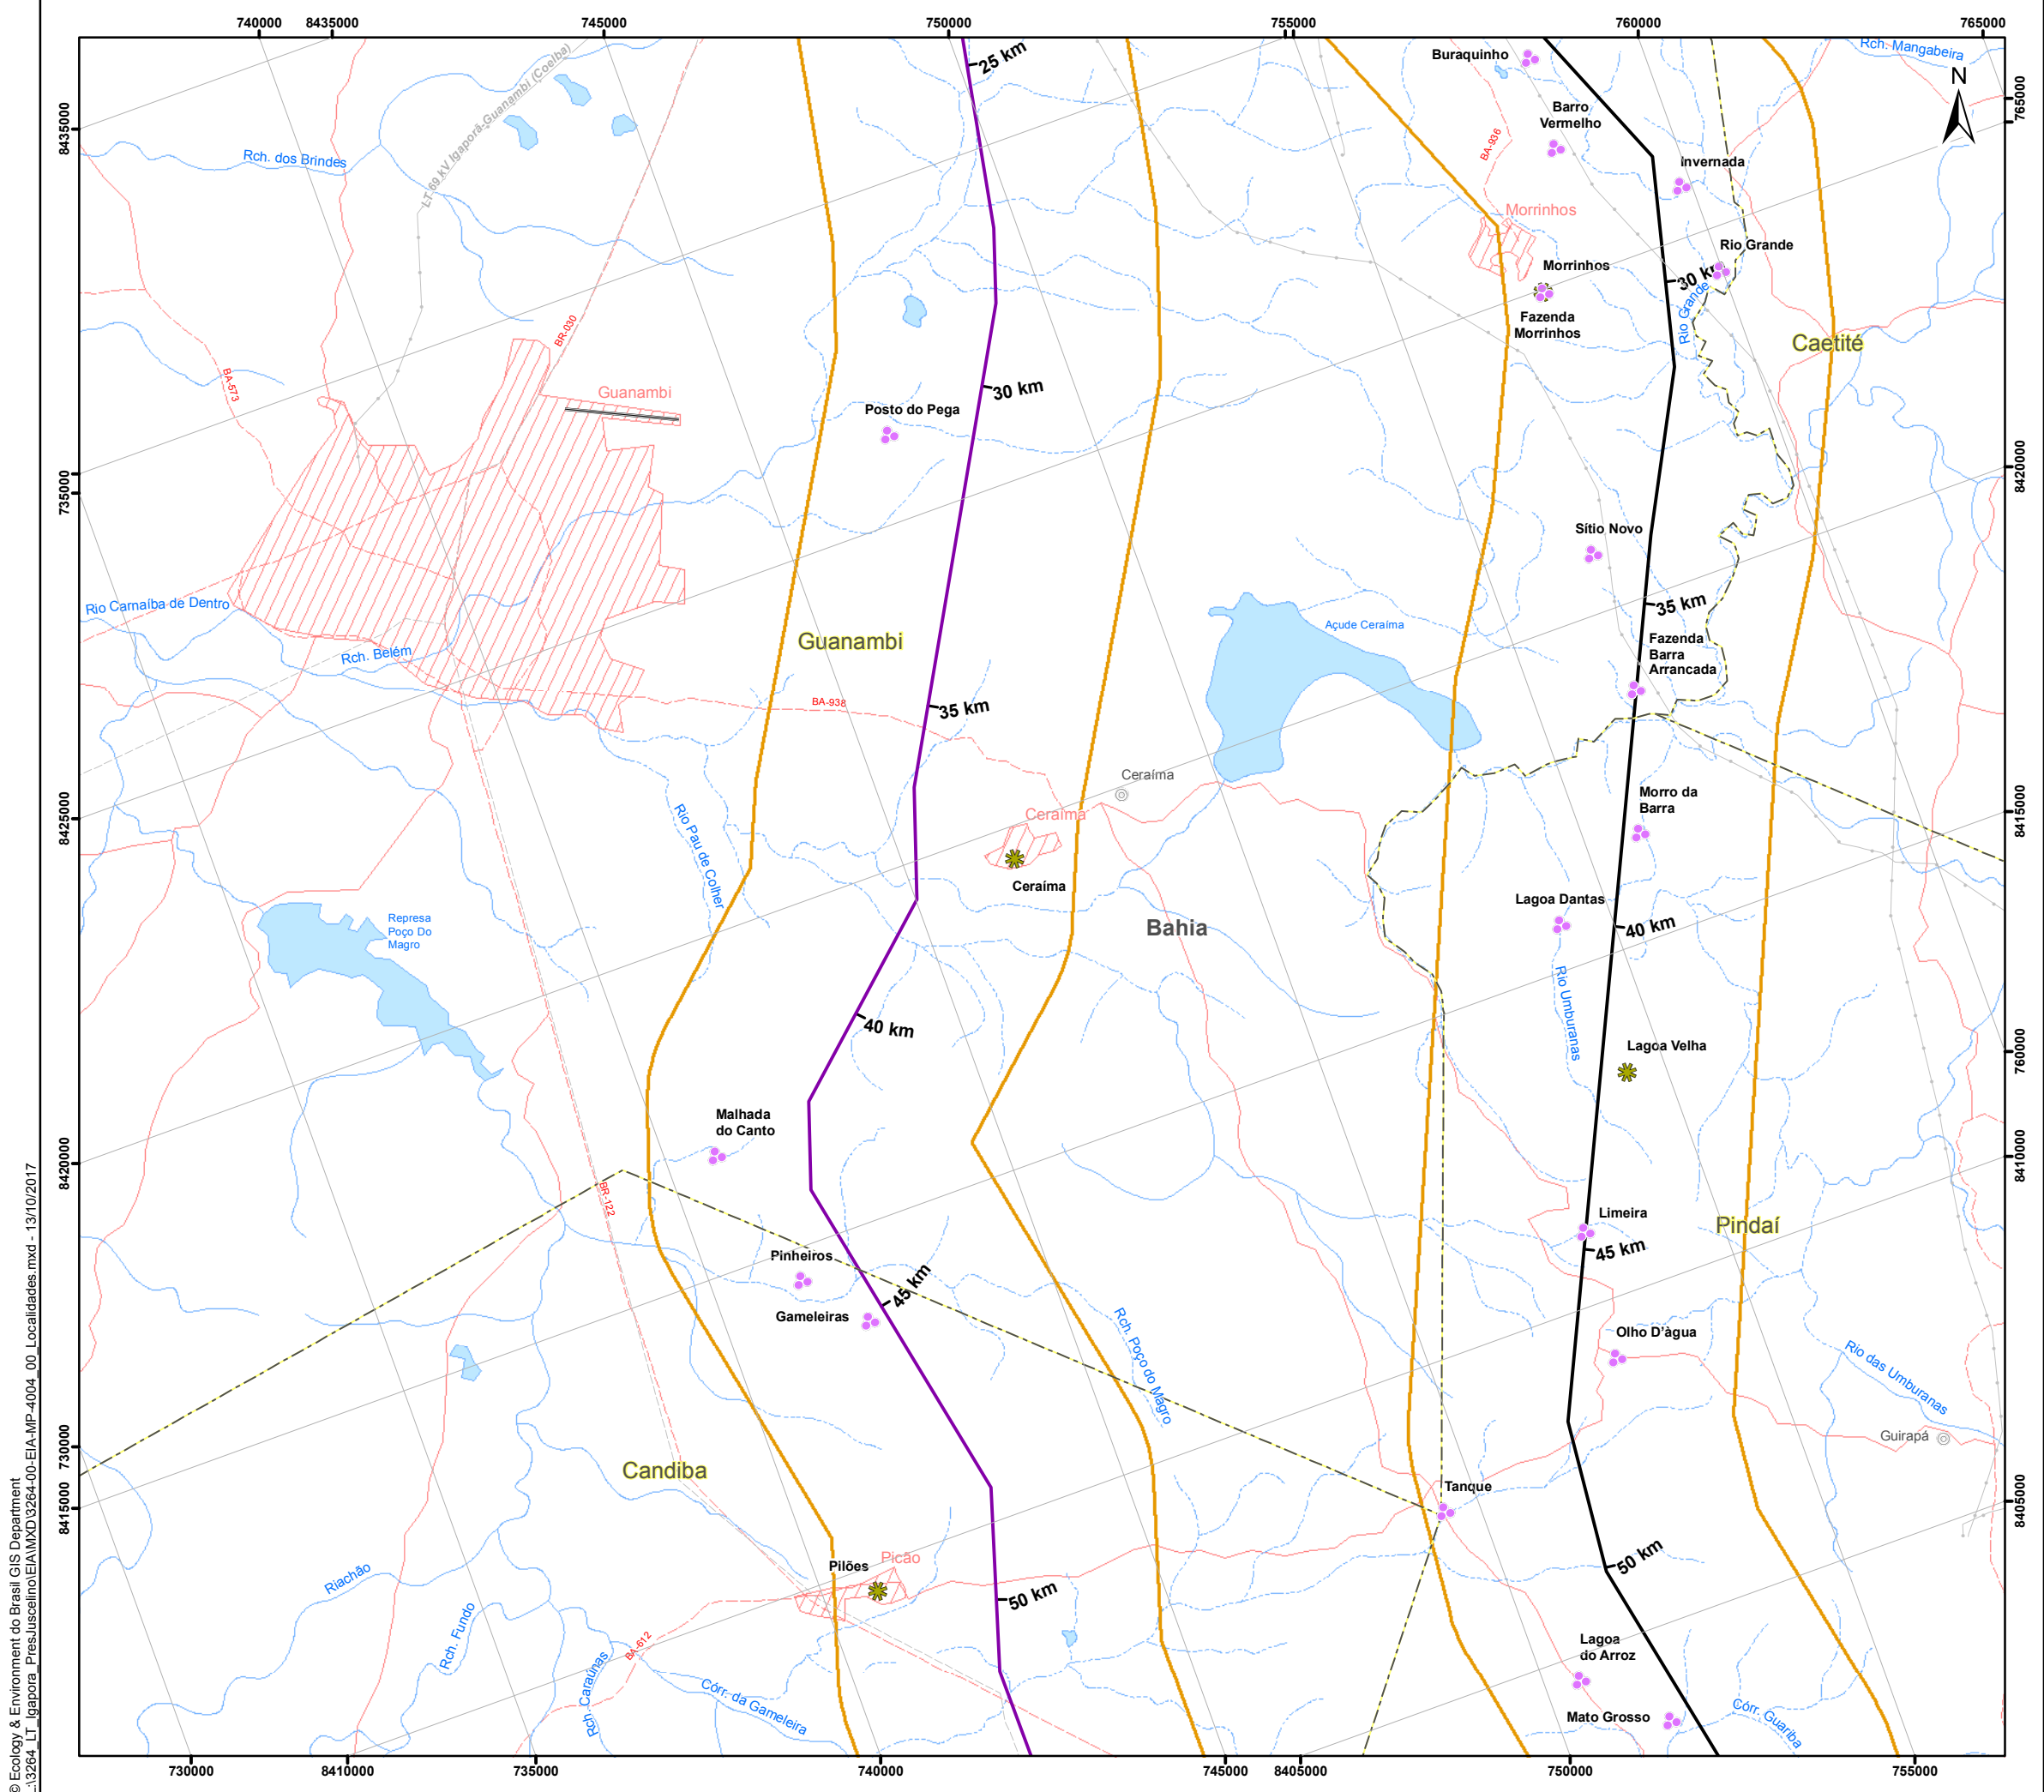 740000
8435000
745000
750000
755000
760000
765000
Rch. Mangabeira
N
25 km
Buraquinho
LT 69 kV Igaporã-Guanambi (Coelba)
8435000
765000
Barro
Vermelho
BA-936
Rch. dos Brindes
Invernada
Morrinhos
Rio Grande
Morrinhos
30 km
Rio Grande
Fazenda
Morrinhos
Caetité
BR-030
BA-573
Guanambi
30 km
Posto do Pega
735000
8420000
Sítio Novo
35 km
Rio Carnaíba de Dentro
Açude Ceraíma
Guanambi
Rch. Belém
Fazenda
Barra
Arrancada
BA-938
35 km
Ceraíma
Morro da
Barra
8425000
8415000
Rio Pau de Colher
Ceraíma
Ceraíma
Lagoa Dantas
Represa
Poço Do
Magro
Bahia
40 km
40 km
Rio Umburanas
Lagoa Velha
760000
Malhada
do Canto
8420000
8410000
BR-122
Limeira
Pindaí
45 km
Pinheiros
45 km
Gameleiras
Rch. Poço do Magro
Olho D'àgua
Rio das Umburanas
730000
Guirapá
Candiba
Tanque
8415000
8405000
Picão
Pilões
50 km
50 km
Riachão
Rch. Fundo
BA-612
Rch. Caraúnas
Córr. da Gameleira
Lagoa
do Arroz
Mato Grosso
Córr. Guariba
730000
8410000
735000
740000
745000
8405000
750000
755000
© Ecology & Environment do Brasil GIS Department
L:\3264_LT_Igapora_PresJuscelino\EIA\MXD\3264-00-EIA-MP-4004_00_Localidades.mxd - 13/10/2017